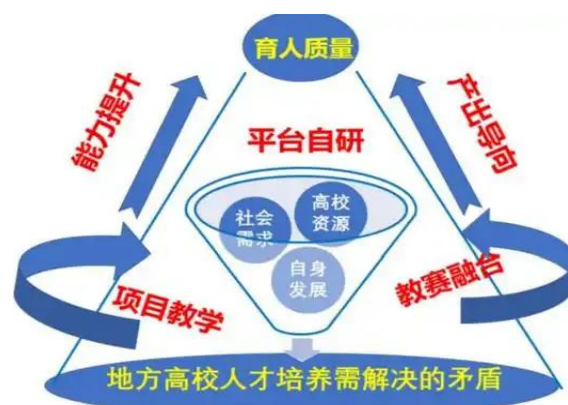 育人质量
能力提升
产出导向
平台自研
社会
需求
高校
资源
自身
发展
项目教学
教赛融台
地方高校人才培养需解决的矛盾